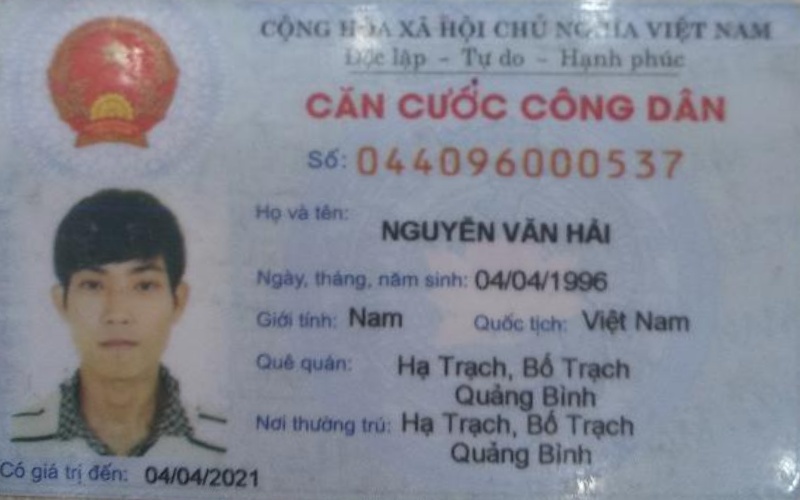 CỘNG HÒA XÃ HỘI CHỦ NGHĨA VIỆT NAM
Độc lập - Tự do - Hạnh phúc
CĂN CƯỚC CÔNG DÂN
Số: 044096000537
Họ và tên:
NGUYỄN VĂN HẢI
Ngày, tháng, năm sinh: 04/04/1996
Giới tính: Nam Quốc tịch: Việt Nam
Quê quán: Hạ Trạch, Bố Trạch
Quảng Bình
Nơi thường trú: Hạ Trạch, Bố Trạch
Quảng Bình
Có giá trị đến: 04/04/2021